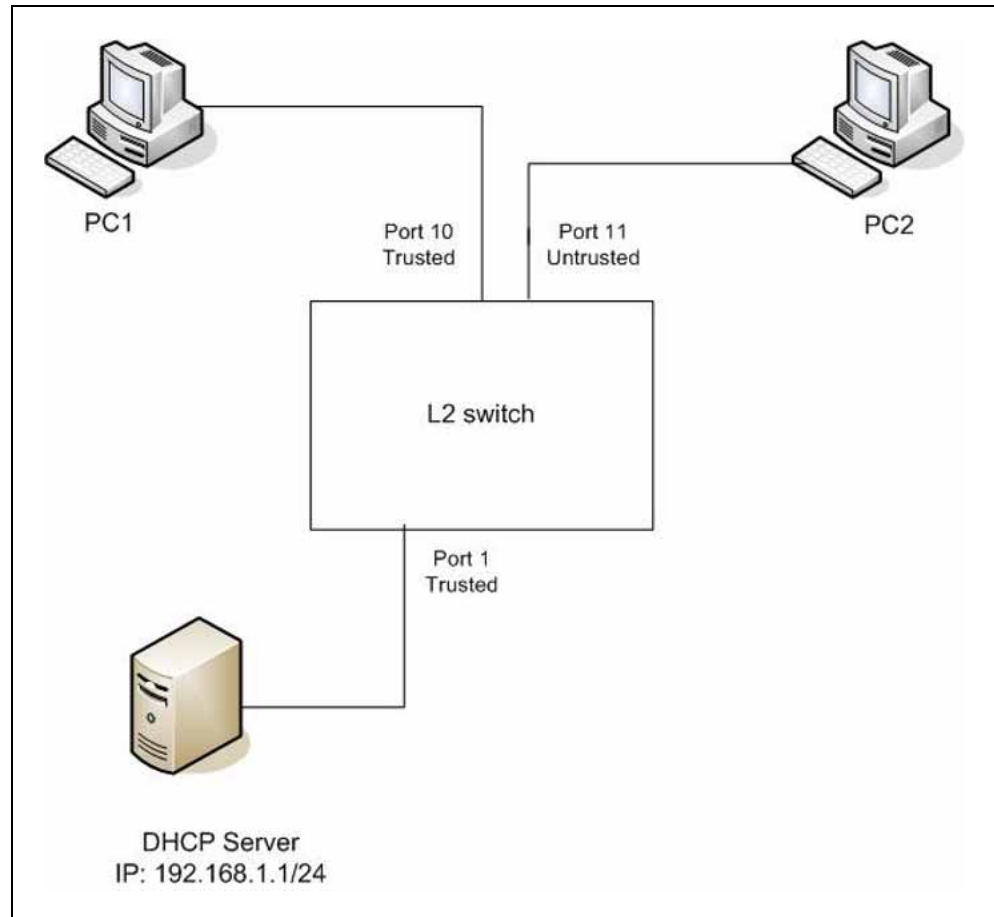 PC1
PC2
Port 10
Trusted
Port 11
Untrusted
L2 switch
Port 1
Trusted
DHCP Server
IP: 192.168.1.1/24